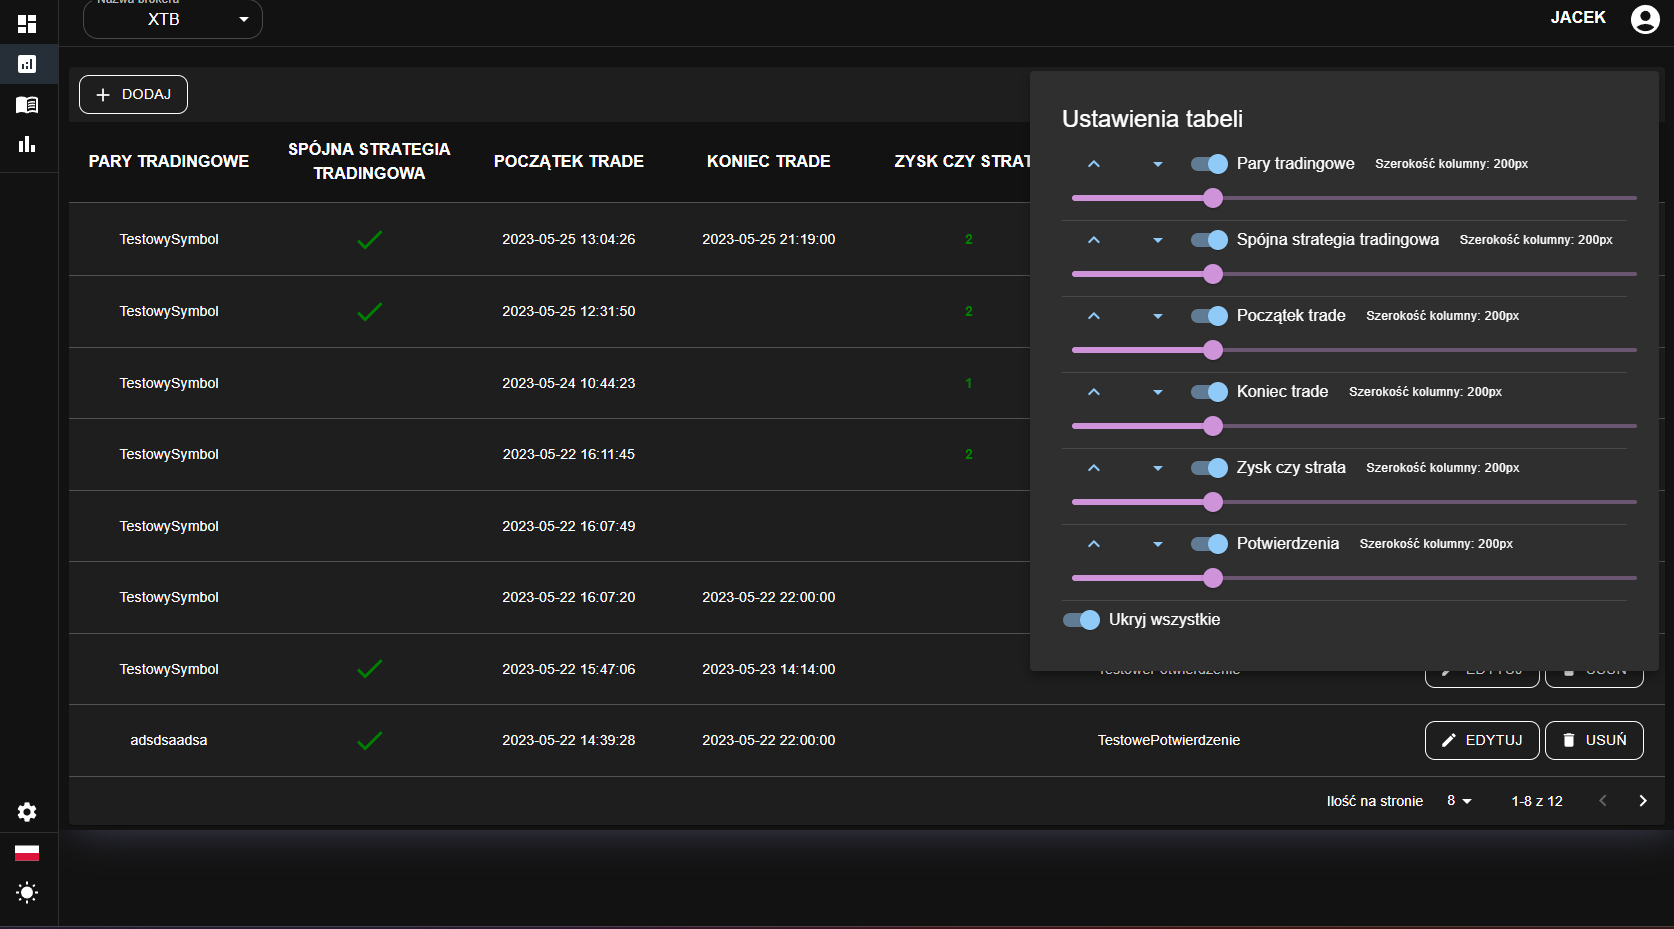 Nazwa brokera
XTB
JACEK
DODAJ
PARY TRADINGOWE
SPÓJNA STRATEGIA
TRADINGOWA
POCZĄTEK TRADE
KONIEC TRADE
ZYSK CZY STRAT
TestowySymbol
2023-05-25 13:04:26
2023-05-25 21:19:00
2
TestowySymbol
2023-05-25 12:31:50
2
TestowySymbol
2023-05-24 10:44:23
1
TestowySymbol
2023-05-22 16:11:45
2
TestowySymbol
2023-05-22 16:07:49
TestowySymbol
2023-05-22 16:07:20
2023-05-22 22:00:00
TestowySymbol
2023-05-22 15:47:06
2023-05-23 14:14:00
TestowePotwierdzenie
EDYTUJ
USUŃ
adsdsaadsa
2023-05-22 14:39:28
2023-05-22 22:00:00
TestowePotwierdzenie
EDYTUJ
USUŃ
Ilość na stronie
8
1-8 z 12
Ustawienia tabeli
Pary tradingowe
Szerokość kolumny: 200px
Spójna strategia tradingowa
Szerokość kolumny: 200px
Początek trade
Szerokość kolumny: 200px
Koniec trade
Szerokość kolumny: 200px
Zysk czy strata
Szerokość kolumny: 200px
Potwierdzenia
Szerokość kolumny: 200px
Ukryj wszystkie